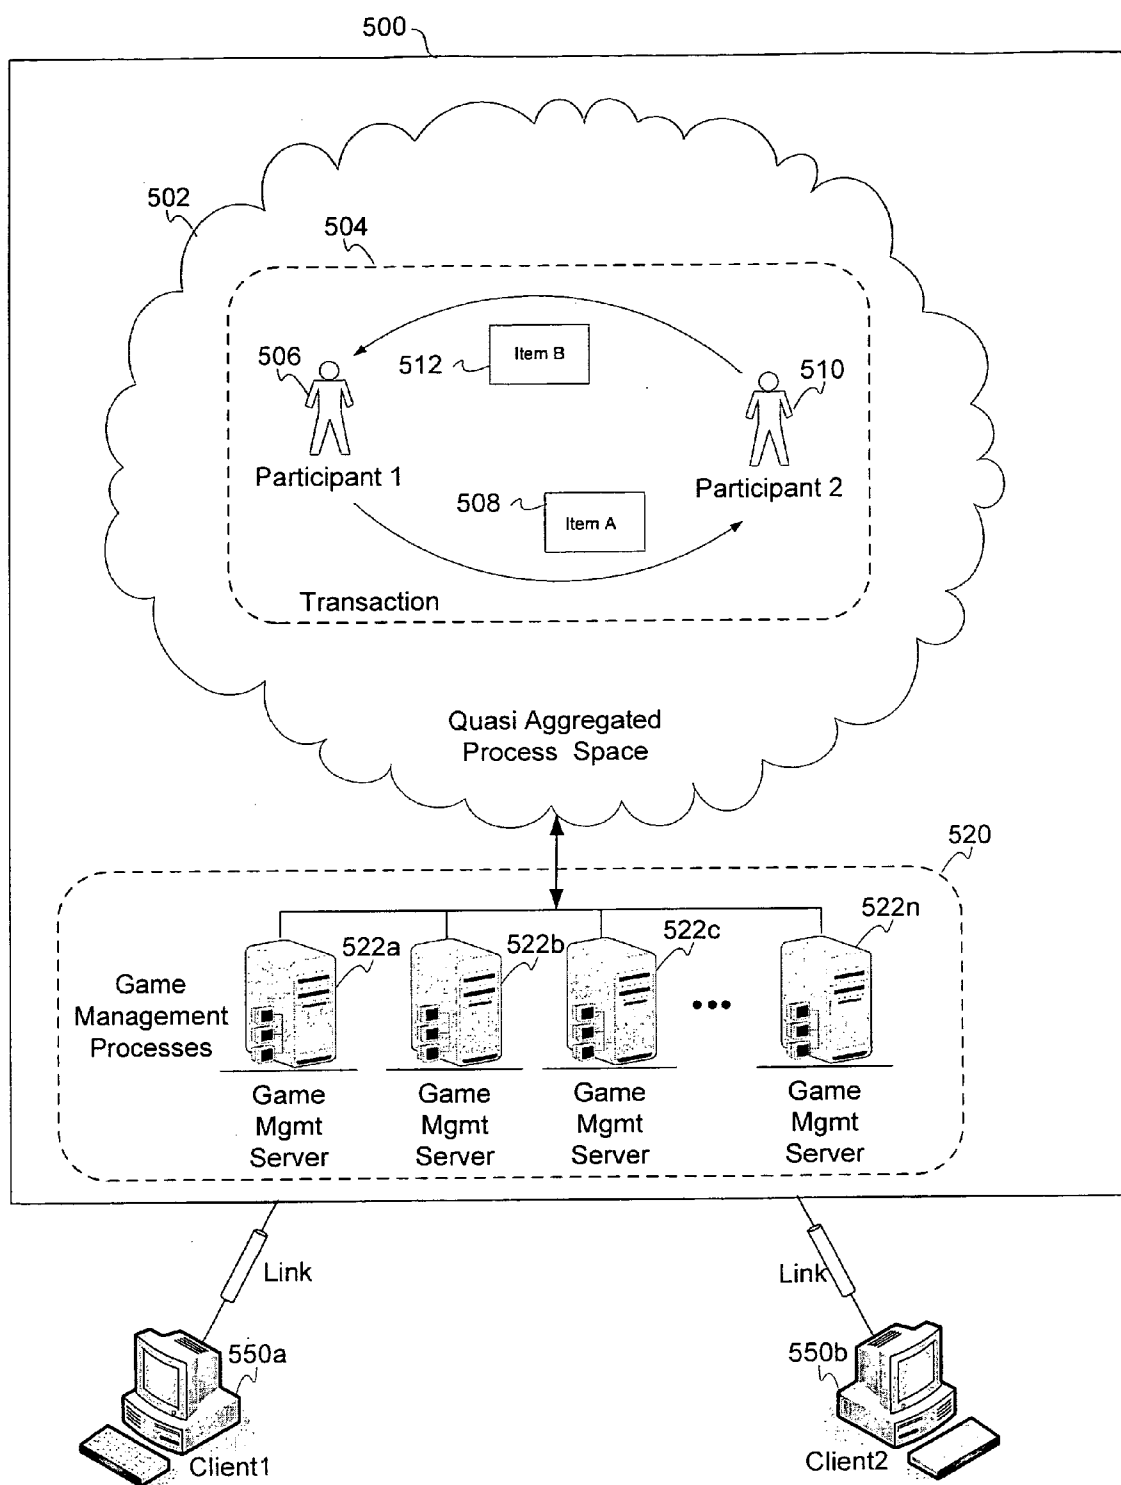 500
502
504
506
512
Item B
510
Participant 1
508
Item A
Participant 2
Transaction
Quasi Aggregated
Process Space
520
522a
522b
522c
522n
Game
Management
Processes
Game
Mgmt
Server
Game
Mgmt
Server
Game
Mgmt
Server
Game
Mgmt
Server
Link
Link
550a
550b
Client1
Client2